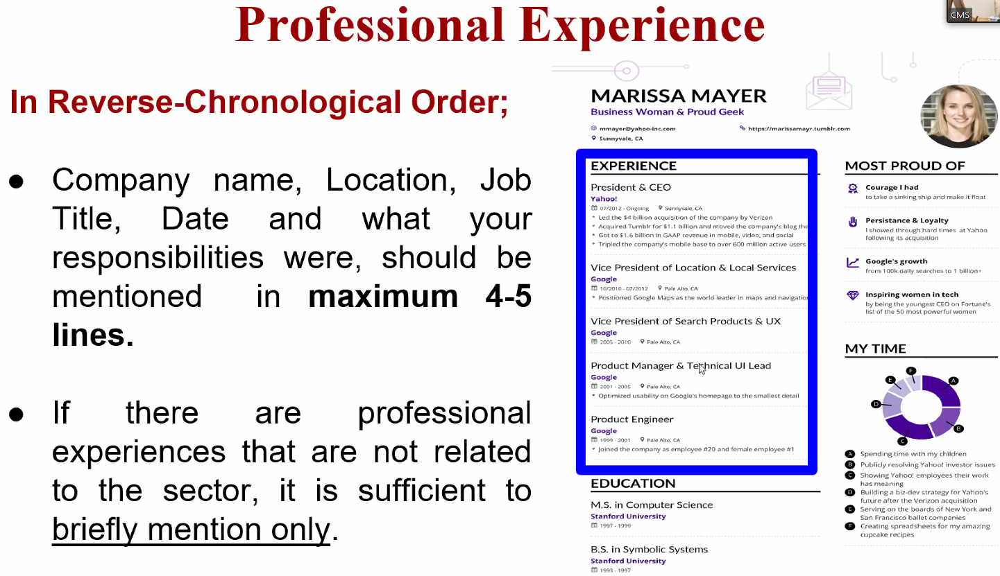 Professional Experience
CMS
In Reverse-Chronological Order;
● Company name, Location, Job
Title, Date and what your
responsibilities were, should be
mentioned in maximum 4-5
lines.
● If there are professional
experiences that are not related
to the sector, it is sufficient to
briefly mention only.
MARISSA MAYER
Business Woman & Proud Geek
@ mmayer@yahoo-inc.com
https://marissamayr.tumblr.com
Sunnyvale, CA
EXPERIENCE
President & CEO
Yahoo!
07/2012 - Ongoing Sunnyvale, CA
• Led the $4 billion acquisition of the company by Verizon
• Acquired Tumblr for $1.1 billion and moved the company's blog the
• Got to $1.6 billion in GAAP revenue in mobile, video, and social
• Tripled the company's mobile base to over 600 million active users
Vice President of Location & Local Services
Google
10/2010 - 07/2012 Pale Alto, CA
• Positioned Google Maps as the world leader in maps and navigation
Vice President of Search Products & UX
Google
2005 - 2010 Pale Alto, CA
Product Manager & Technical UI Lead
Google
2001 - 2005 Pale Alto, CA
• Optimized usability on Google's homepage to the smallest detail
Product Engineer
Google
1999 - 2001 Pale Alto, CA
• Joined the company as employee #20 and female employee #1
EDUCATION
M.S. in Computer Science
Stanford University
1997 - 1999
B.S. in Symbolic Systems
Stanford University
1993 - 1997
MOST PROUD OF
Courage I had
to take a sinking ship and make it float
Persistance & Loyalty
I showed through hard times at Yahoo
following its acquisition
Google's growth
from 100k daily searches to 1 billion+
Inspiring women in tech
by being the youngest CEO on Fortune's
list of the 50 most powerful women
MY TIME
F
E
A
D
B
C
A Spending time with my children
B Publicly resolving Yahoo! investor issues
C Showing Yahoo! employees their work
has meaning
D Building a biz-dev strategy for Yahoo's
future after the Verizon acquisition
E Serving on the boards of New York and
San Francisco ballet companies
F Creating spreadsheets for my amazing
cupcake recipes